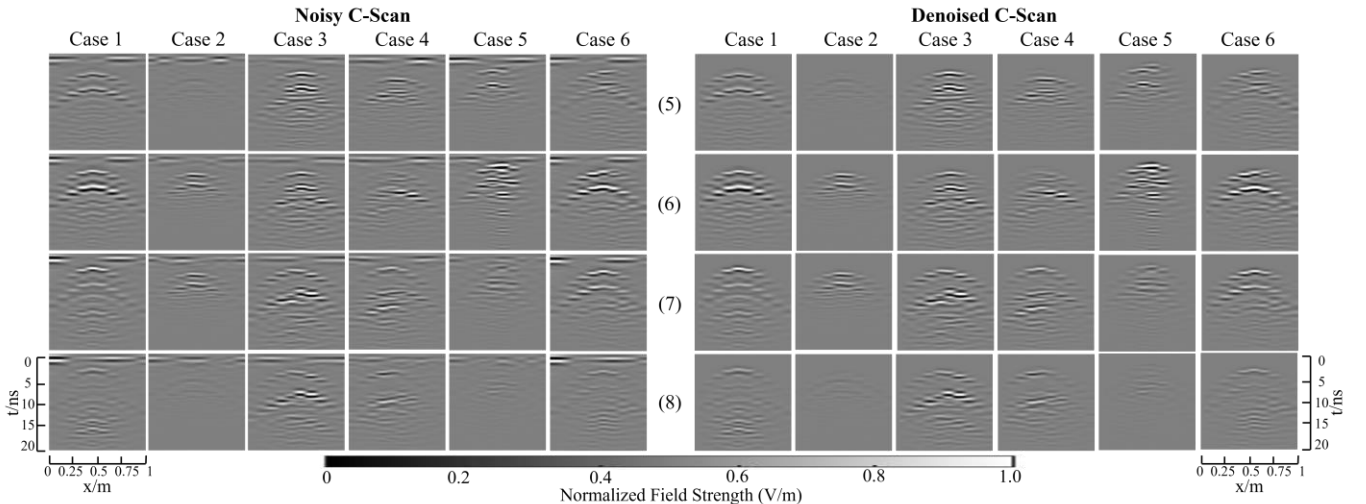 Noisy C-Scan Denoised C-Scan
Case 1 Case 2 Case 3 Case 4 Case 5 Case 6 Case 1 Case 2 Case 3 Case 4 Case 5 Case 6
(5)
(6)
(7)
(8)
0
5
10
15
20
t/ns
0
5
10
15
20
t/ns
0 0.25 0.5 0.75 1
x/m
0 0.2 0.4 0.6 0.8 1.0
Normalized Field Strength (V/m)
0 0.25 0.5 0.75 1
x/m